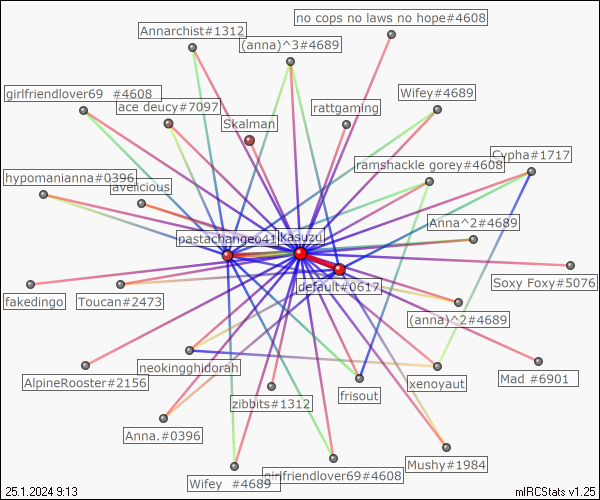 no cops no laws no hope#4608
Annarchist#1312
(anna)^3#4689
girlfriendlover69 #4608
Wifey#4689
ace deucy#7097
rattgaming
Skalman
Cypha#1717
ramshackle gorey#4608
hypomanianna#0396
avelicious
Anna^2#4689
pastachangeo41
kasuzu
Soxy Foxy#5076
default#0617
fakedingo
Toucan#2473
(anna)^2#4689
neokingghidorah
AlpineRooster#2156
xenoyaut
Mad #6901
frisout
zibbits#1312
Anna.#0396
Mushy#1984
girlfriendlover69#4608
Wifey #4689
25.1.2024 9:13
mIRCStats v1.25